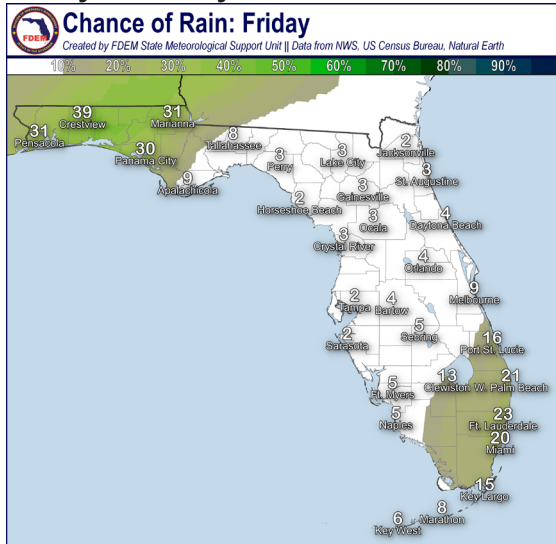 Chance of Rain: Friday
FDEM
Created by FDEM State Meteorological Support Unit || Data from NWS, US Census Bureau, Natural Earth
10% 20% 30% 40% 50% 60% 70% 80% 90%
39
Crestview
31
Marianna
31
Pensacola
30
Panama City
8
Tallahassee
9
Apalachicola
3
Perry
3
Lake City
2
Jacksonville
3
St. Augustine
3
Gainesville
2
Horseshoe Beach
3
Ocala
4
Daytona Beach
3
Crystal River
4
Orlando
9
Melbourne
2
Tampa
4
Bartow
5
Sebring
2
Sarasota
16
Port St. Lucie
5
Ft. Myers
13
Clewiston
21
W. Palm Beach
5
Naples
23
Ft. Lauderdale
20
Miami
15
Key Largo
8
Marathon
6
Key West